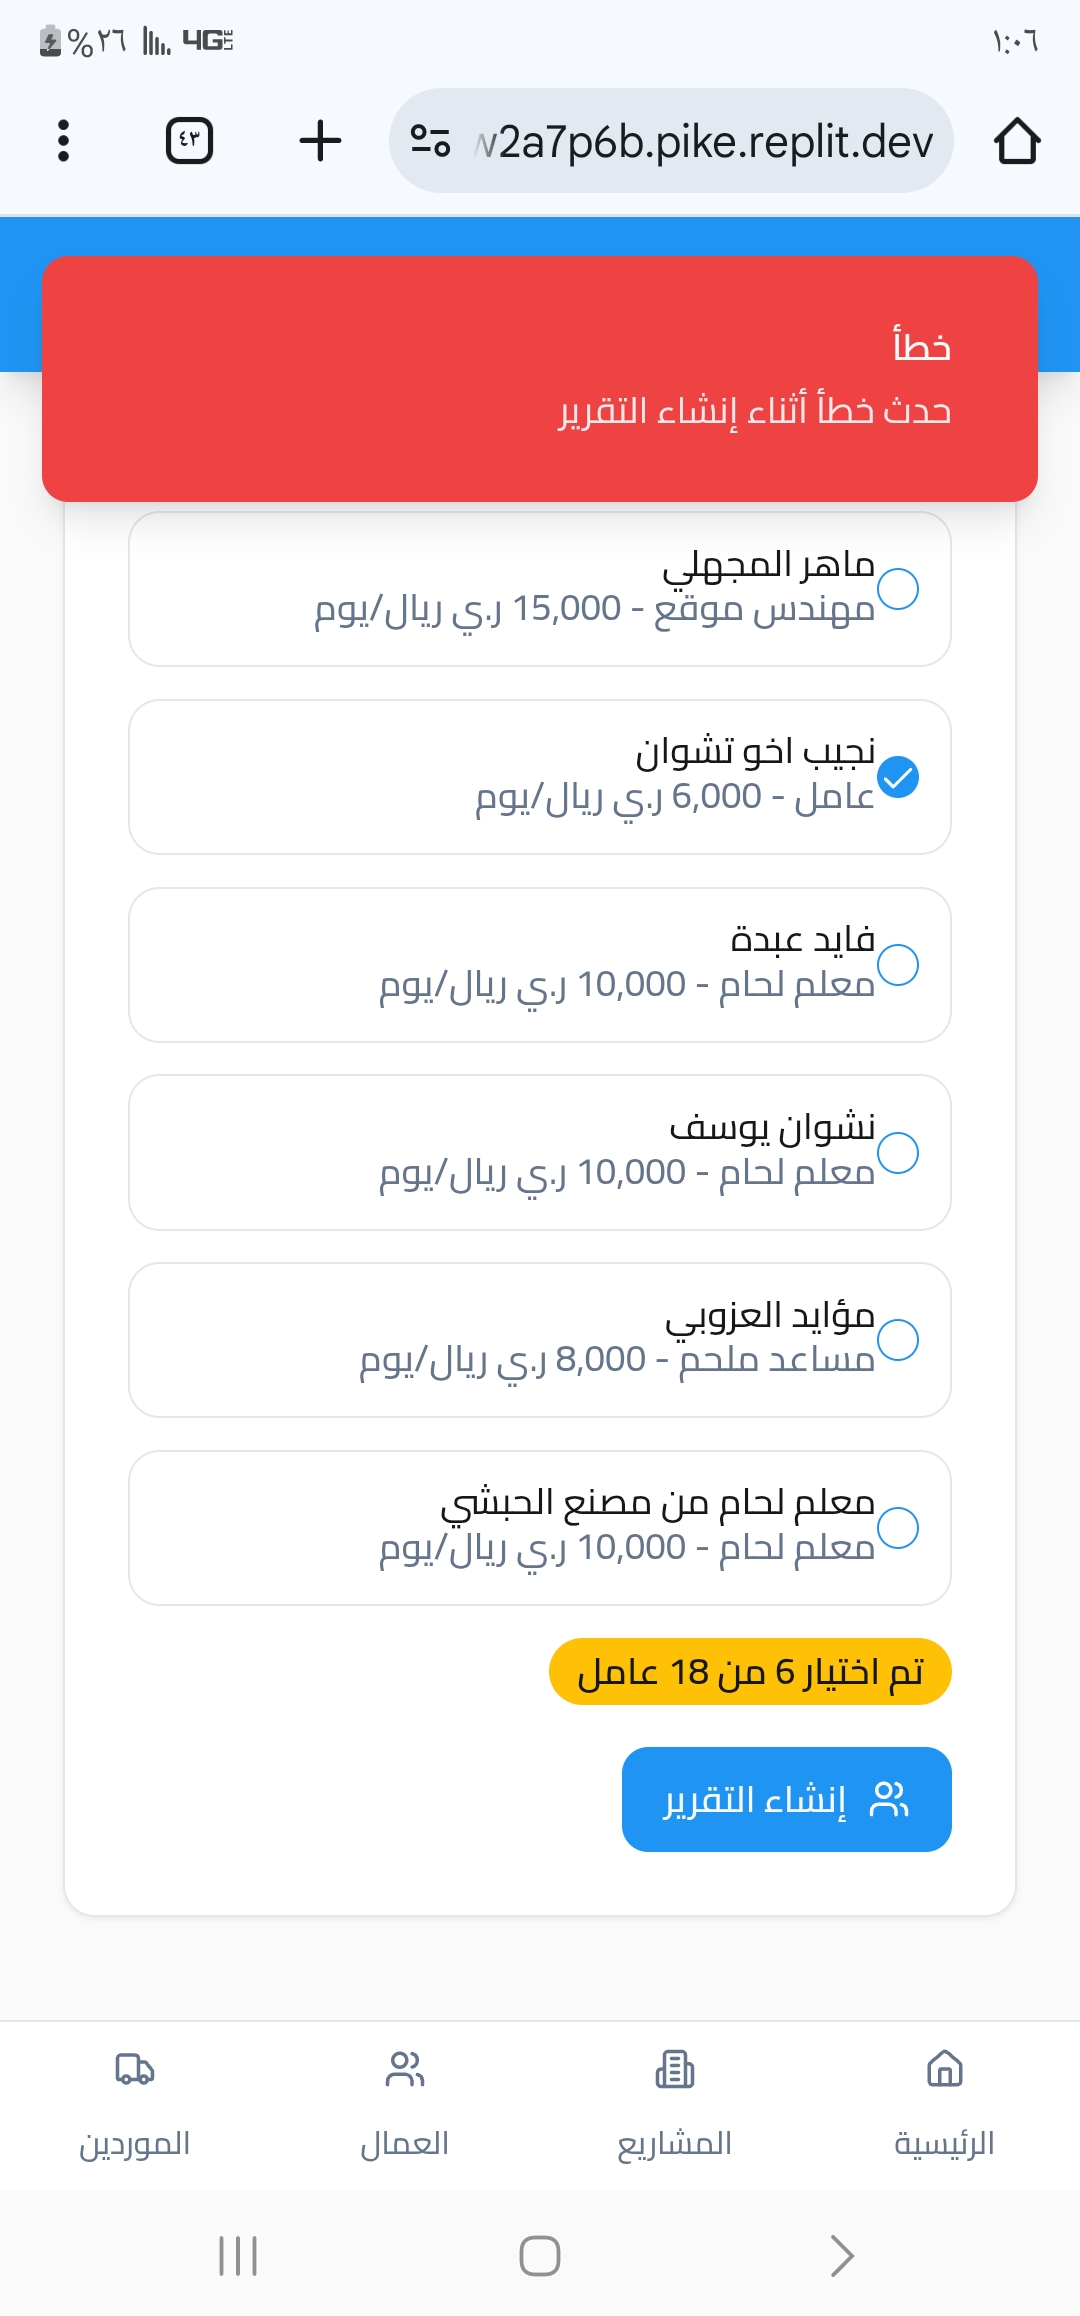 ١:٠٦
4G LTE
%٢٦
w2a7p6b.pike.replit.dev
٤٣
خطأ
حدث خطأ أثناء إنشاء التقرير
ماهر المجهلي
مهندس موقع - 15,000 ر.ي ريال/يوم
نجيب اخو تشوان
عامل - 6,000 ر.ي ريال/يوم
فايد عبدة
معلم لحام - 10,000 ر.ي ريال/يوم
نشوان يوسف
معلم لحام - 10,000 ر.ي ريال/يوم
مؤايد العزوبي
مساعد ملحم - 8,000 ر.ي ريال/يوم
معلم لحام من مصنع الحبشي
معلم لحام - 10,000 ر.ي ريال/يوم
تم اختيار 6 من 18 عامل
إنشاء التقرير
الرئيسية
المشاريع
العمال
الموردين